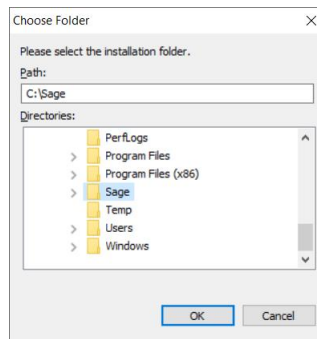 Choose Folder
Please select the installation folder.
Path:
C:\Sage
Directories:
PerfLogs
Program Files
Program Files (x86)
Sage
Temp
Users
Windows
OK Cancel